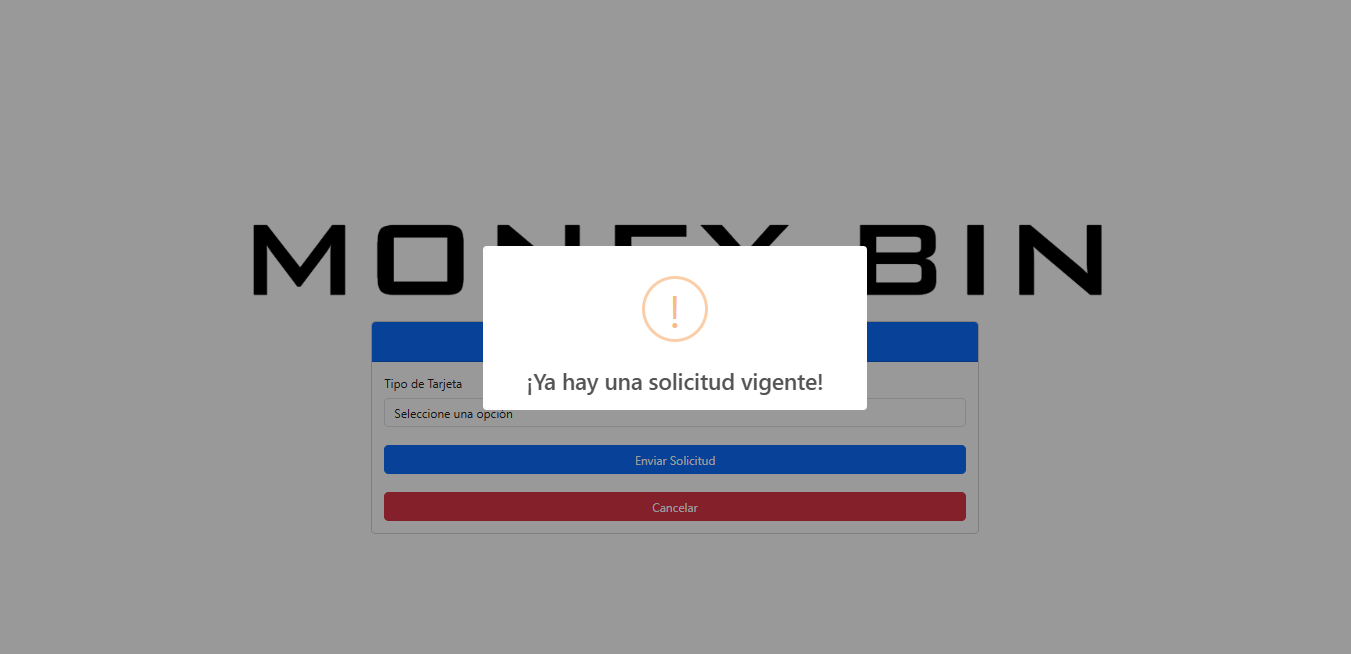 MONEY BIN
¡Ya hay una solicitud vigente!
Tipo de Tarjeta
Seleccione una opción
Enviar Solicitud
Cancelar